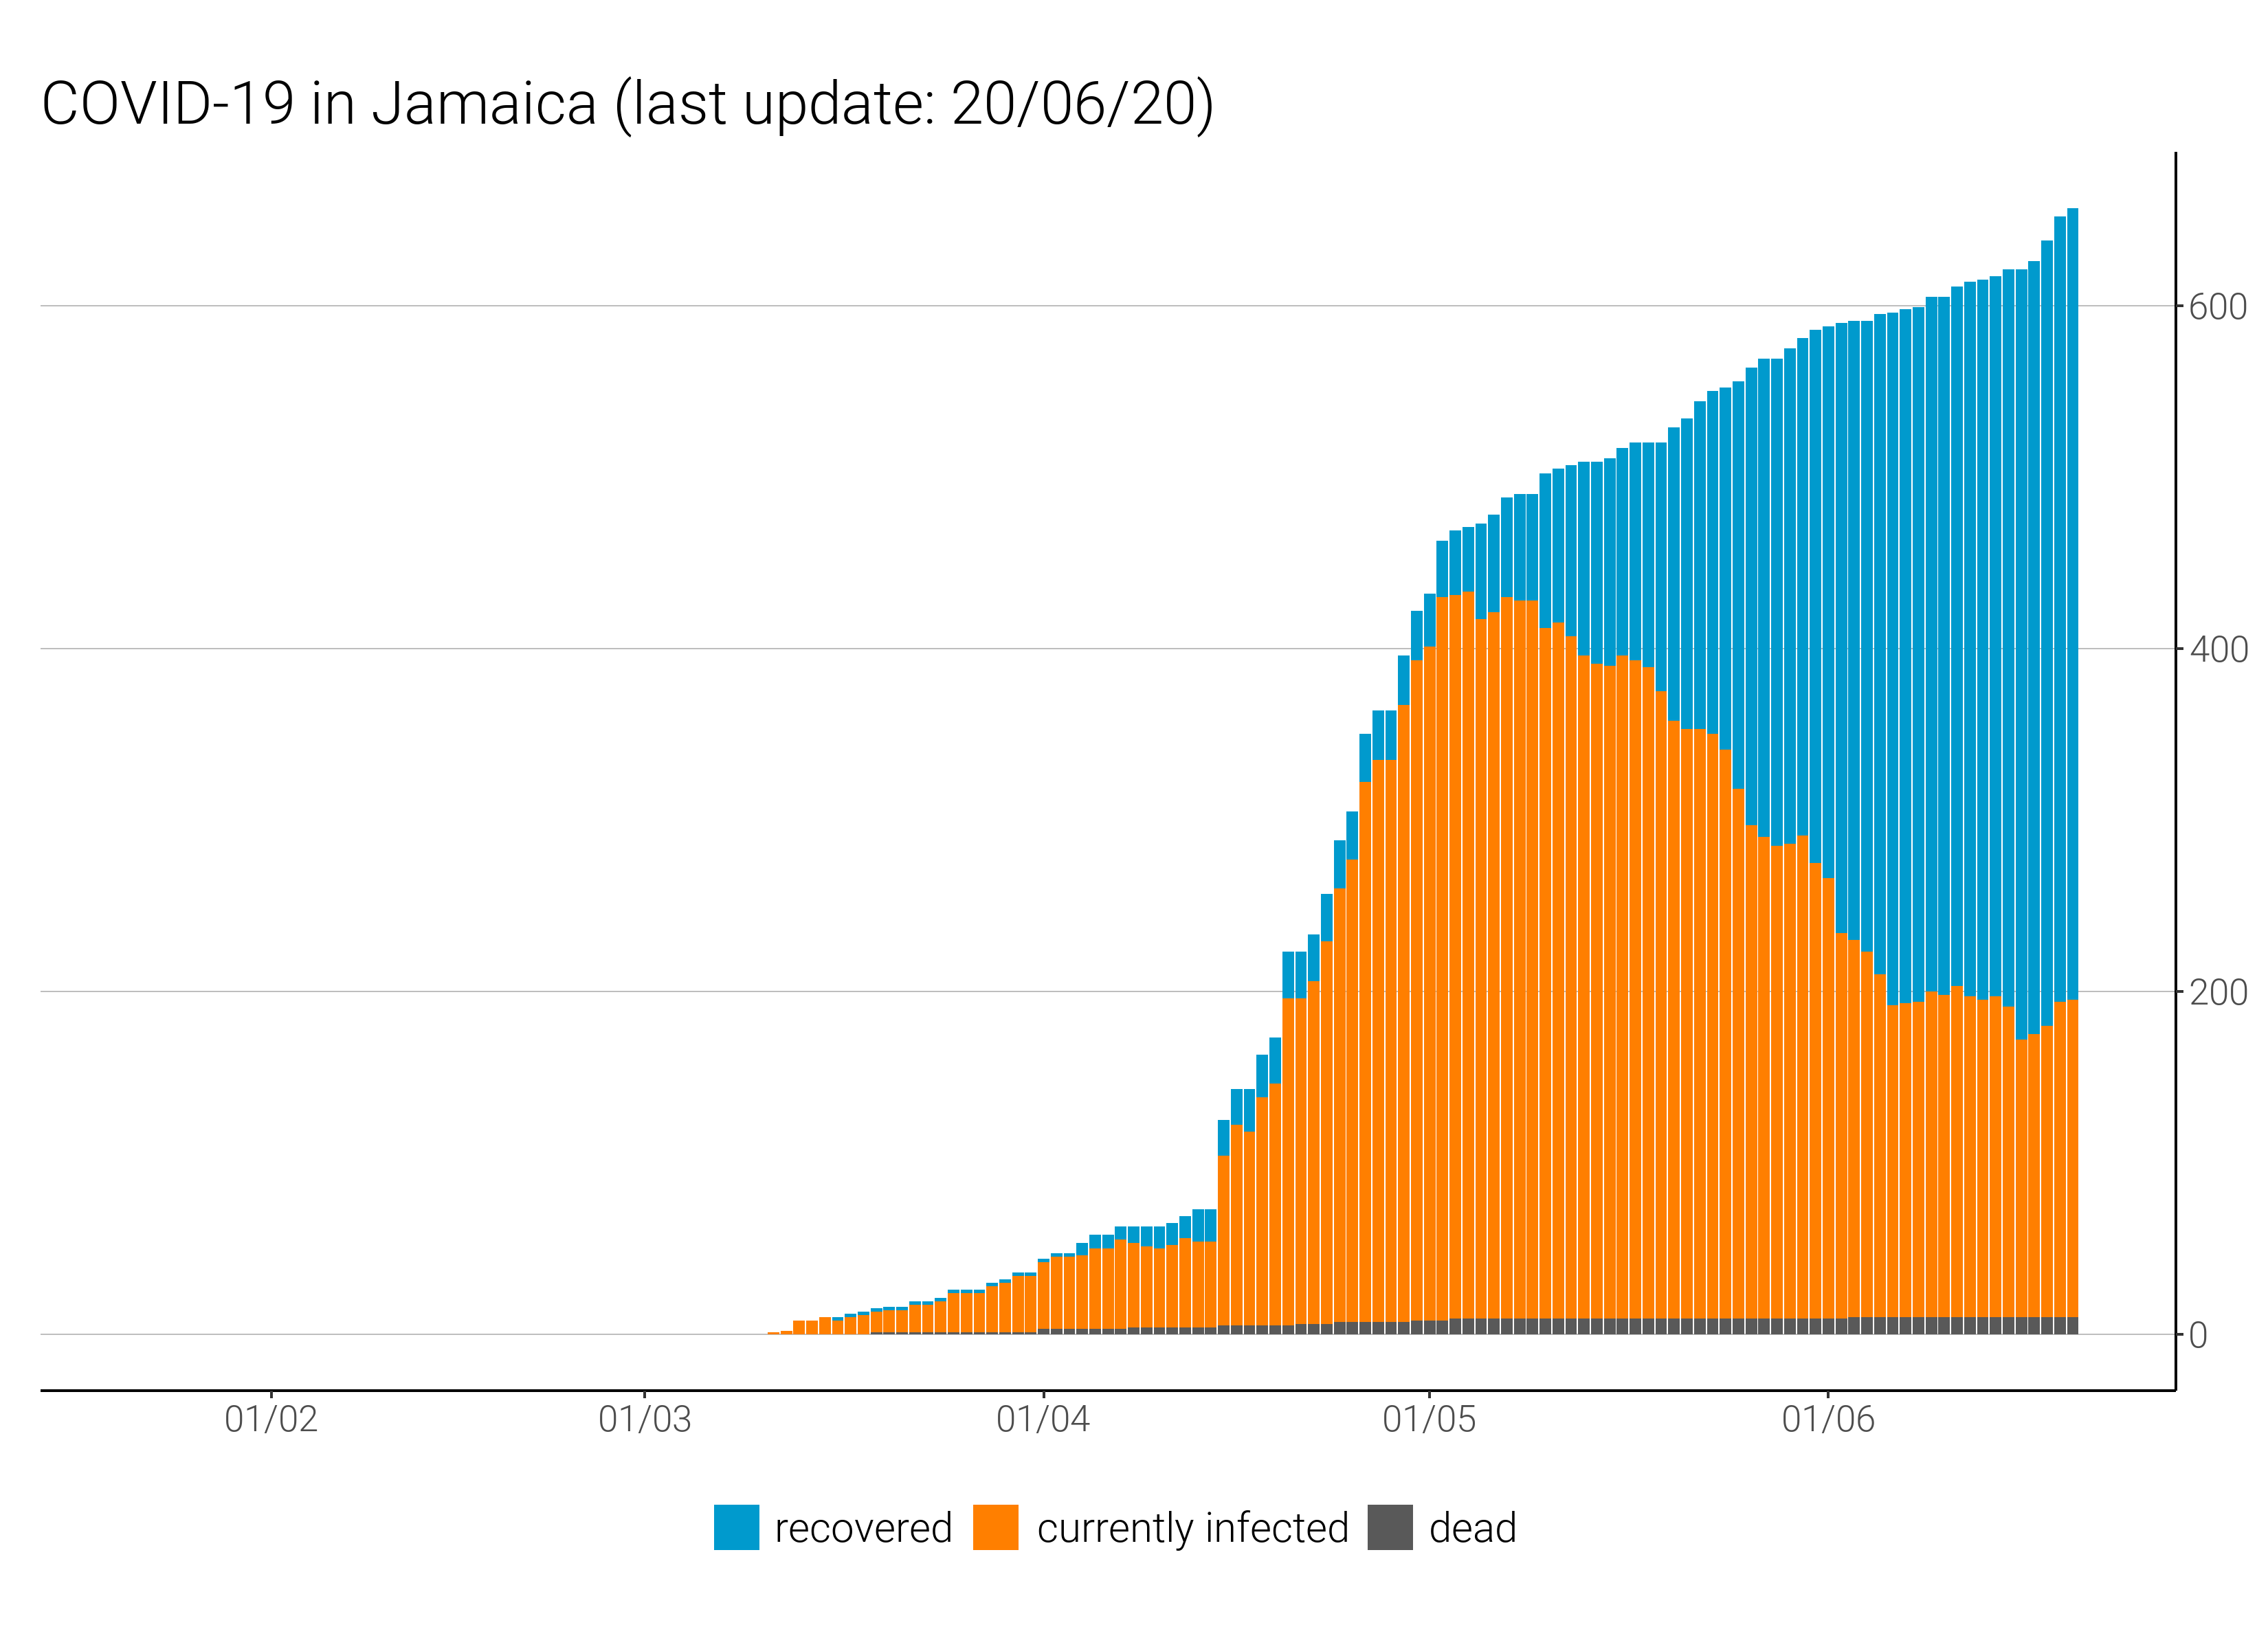 COVID-19 in Jamaica (last update: 20/06/20)
600
400
200
0
01/02 01/03 01/04 01/05 01/06
recovered currently infected dead